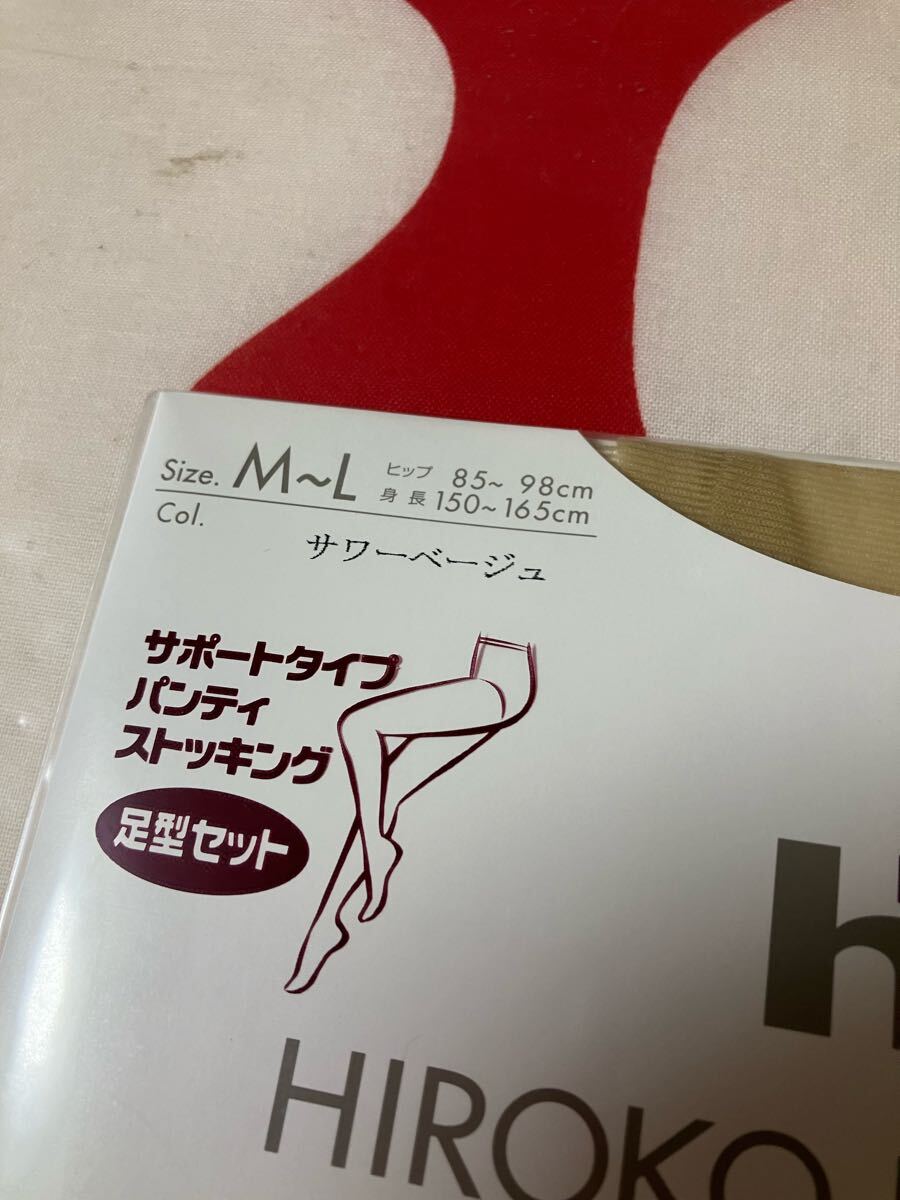 Size. M~L ヒップ 85~ 98cm
身長 150~165cm
Col.
サワーベージュ
サポートタイプ
パンティ
ストッキング
足型セット
h
HIROKO